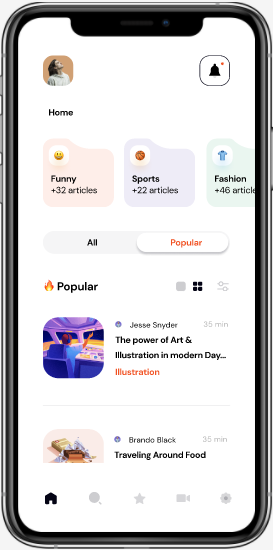 Home
Funny
+32 articles
Sports
+22 articles
Fashion
+46 article
All
Popular
Popular
Jesse Snyder
35 min
The power of Art &
Illustration in modern Day...
Illustration
Brando Black
35 min
Traveling Around Food